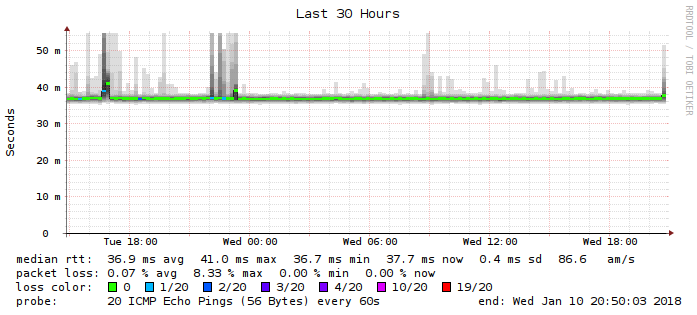 Last 30 Hours
RRDTOOL / TOBI OETIKER
Seconds
50 m
40 m
30 m
20 m
10 m
0
Tue 18:00 Wed 00:00 Wed 06:00 Wed 12:00 Wed 18:00
median rtt: 36.9 ms avg 41.0 ms max 36.7 ms min 37.7 ms now 0.4 ms sd 86.6 am/s
packet loss: 0.07 % avg 8.33 % max 0.00 % min 0.00 % now
loss color: 0 1/20 2/20 3/20 4/20 10/20 19/20
probe: 20 ICMP Echo Pings (56 Bytes) every 60s end: Wed Jan 10 20:50:03 2018